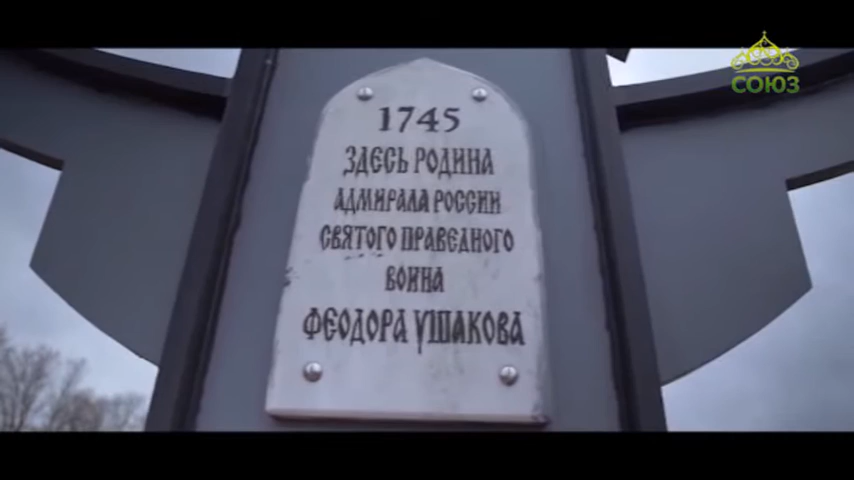 СОЮЗ
1745
ЗДЕСЬ РОДИНА
АДМИРАЛА РОССИИ
СВЯТОГО ПРАВЕДНОГО
ВОИНА
ФЕОДОРА УШАКОВА